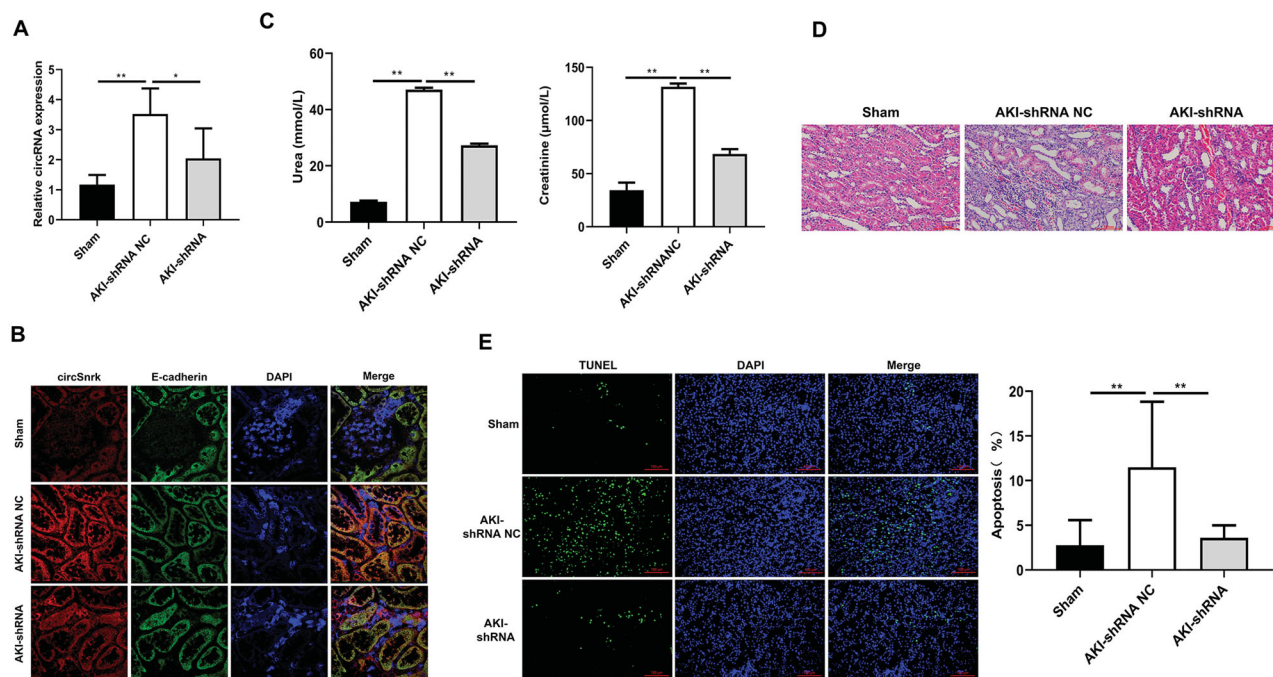 A
Relative circRNA expression
5
4
3
2
1
0
**
*
Sham
AKI-shRNA NC
AKI-shRNA
C
Urea (mmol/L)
60
40
20
0
**
**
Sham
AKI-shRNA NC
AKI-shRNA
Creatinine (μmol/L)
150
100
50
0
**
**
Sham
AKI-shRNANC
AKI-shRNA
D
Sham
AKI-shRNA NC
AKI-shRNA
B
circSnrk
E-cadherin
DAPI
Merge
Sham
AKI-shRNA NC
AKI-shRNA
E
TUNEL
DAPI
Merge
Sham
AKI-
shRNA NC
AKI-
shRNA
Apoptosis( %)
20
15
10
5
0
**
**
Sham
AKI-shRNA NC
AKI-shRNA